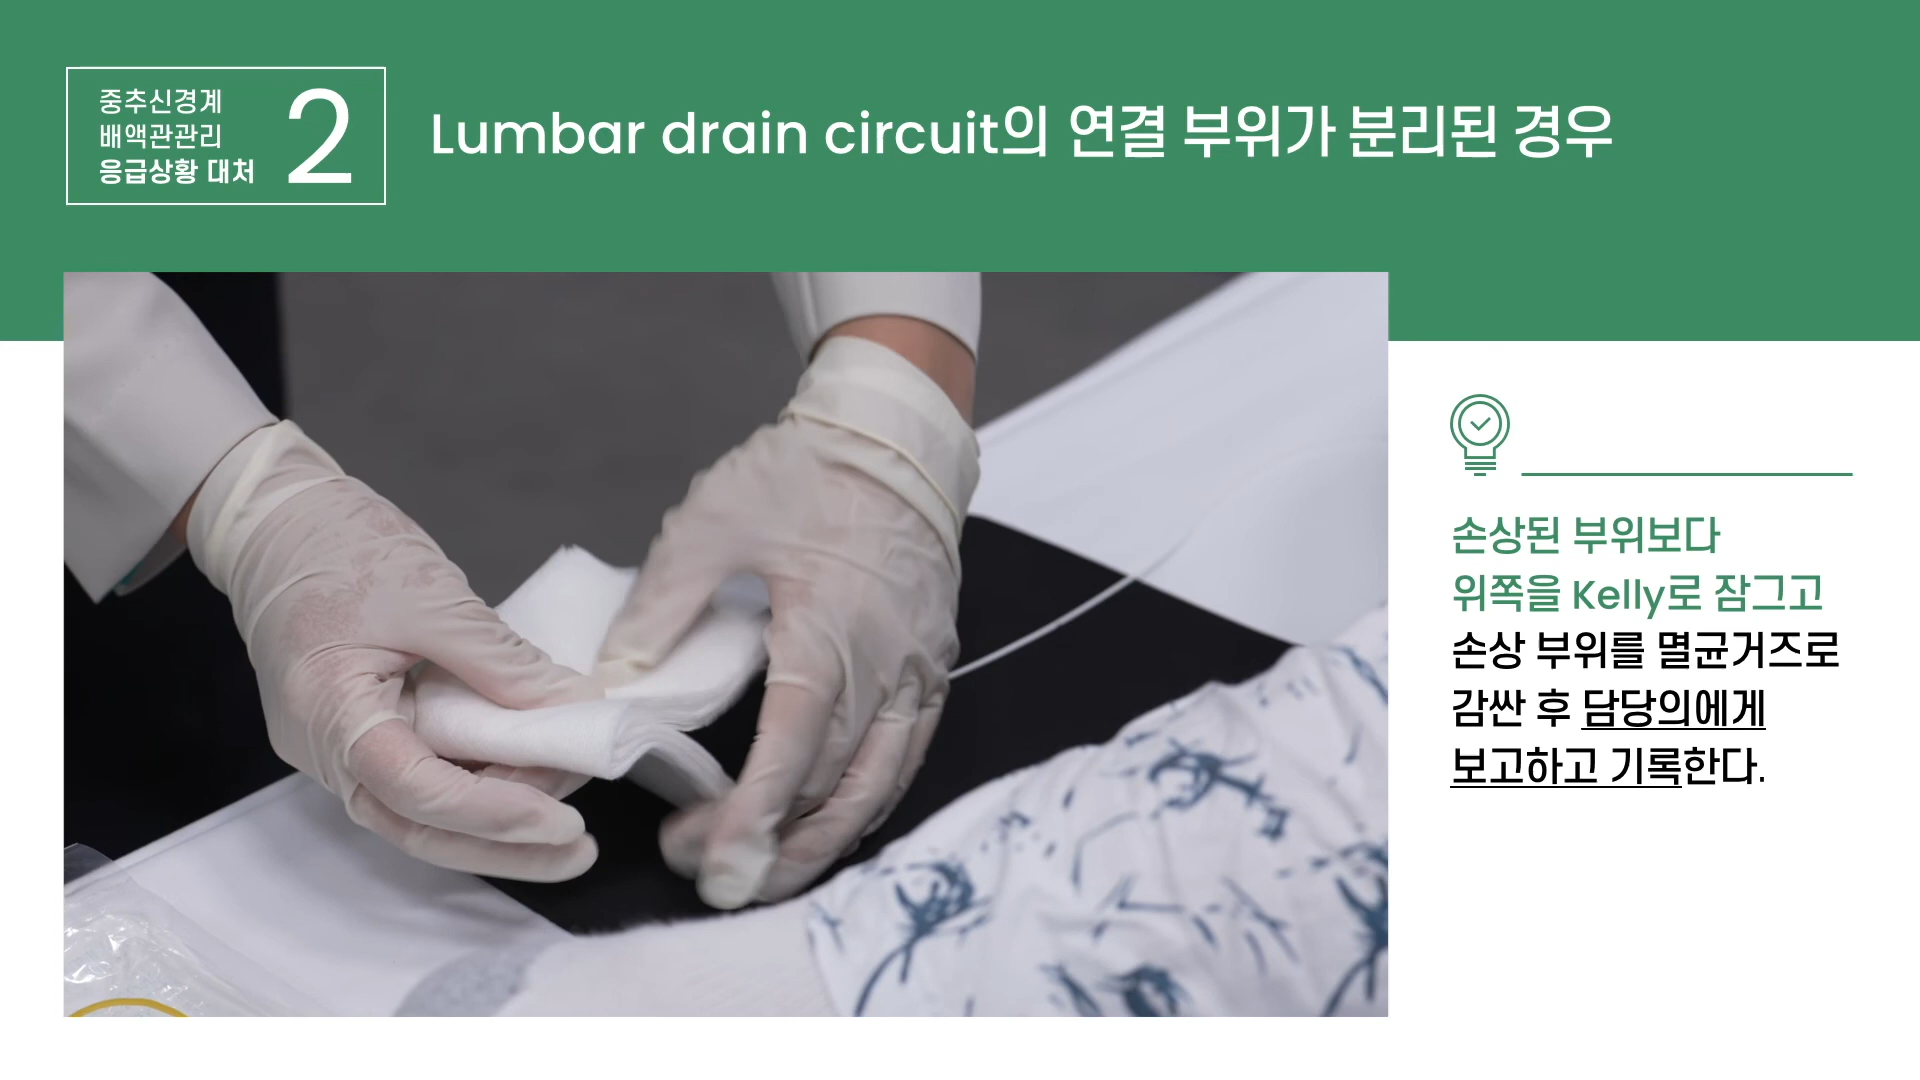 중추신경계
배액관관리
응급상황 대처
2
Lumbar drain circuit의 연결 부위가 분리된 경우
손상된 부위보다
위쪽을 Kelly로 잠그고
손상 부위를 멸균거즈로
감싼 후 담당의에게
보고하고 기록한다.